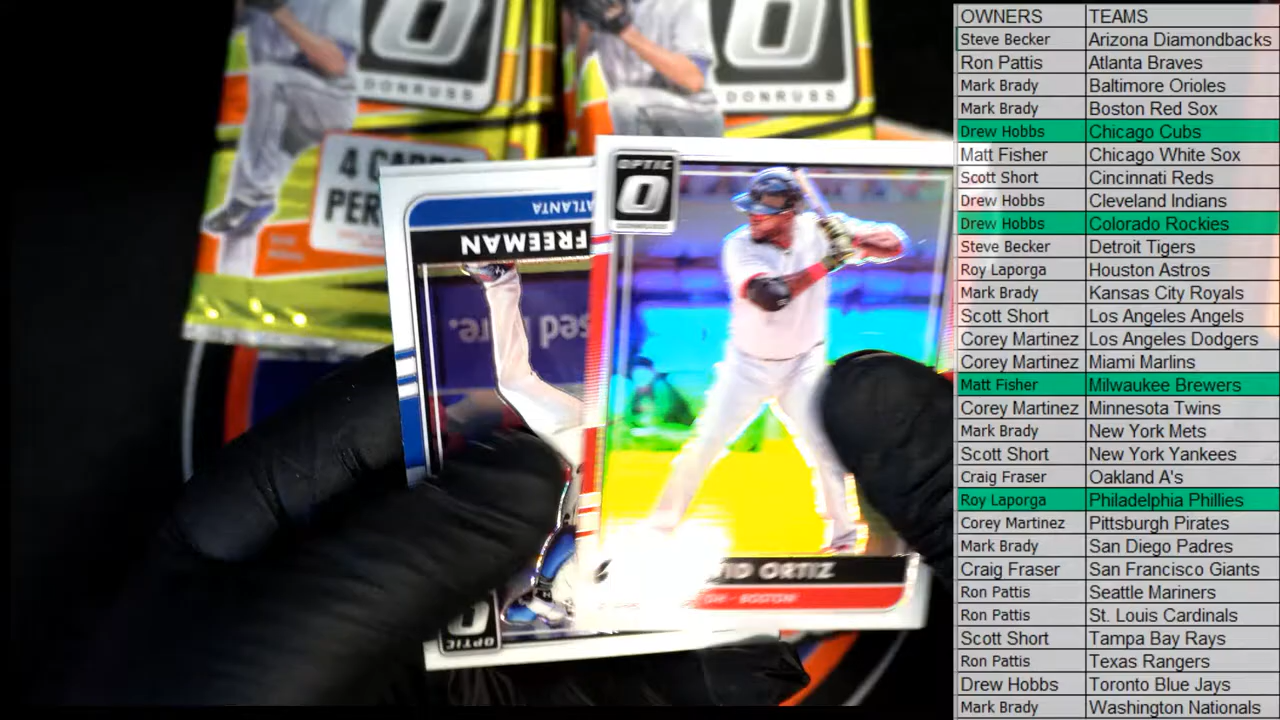 DONRUSS
DONRUSS
4 CARDS
PER
OPTIC
ATLANTA
FREEMAN
ORTIZ
BOSTON
OPTIC
OWNERS TEAMS
Steve Becker Arizona Diamondbacks
Ron Pattis Atlanta Braves
Mark Brady Baltimore Orioles
Mark Brady Boston Red Sox
Drew Hobbs Chicago Cubs
Matt Fisher Chicago White Sox
Scott Short Cincinnati Reds
Drew Hobbs Cleveland Indians
Drew Hobbs Colorado Rockies
Steve Becker Detroit Tigers
Roy Laporga Houston Astros
Mark Brady Kansas City Royals
Scott Short Los Angeles Angels
Corey Martinez Los Angeles Dodgers
Corey Martinez Miami Marlins
Matt Fisher Milwaukee Brewers
Corey Martinez Minnesota Twins
Mark Brady New York Mets
Scott Short New York Yankees
Craig Fraser Oakland A's
Roy Laporga Philadelphia Phillies
Corey Martinez Pittsburgh Pirates
Mark Brady San Diego Padres
Craig Fraser San Francisco Giants
Ron Pattis Seattle Mariners
Ron Pattis St. Louis Cardinals
Scott Short Tampa Bay Rays
Ron Pattis Texas Rangers
Drew Hobbs Toronto Blue Jays
Mark Brady Washington Nationals